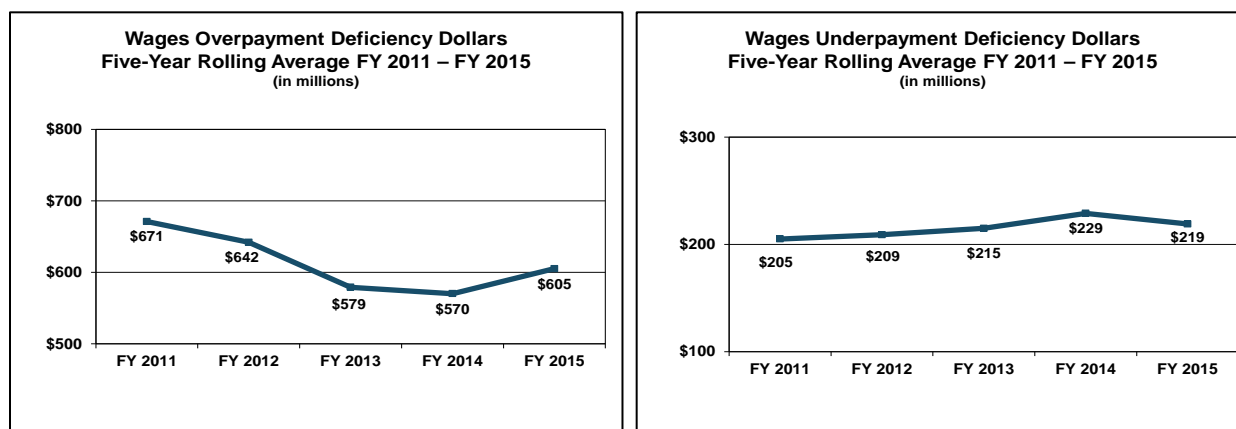 Wages Overpayment Deficiency Dollars
Five-Year Rolling Average FY 2011 – FY 2015
(in millions)
$800
$700
$600
$500
$671
$642
$579
$570
$605
FY 2011 FY 2012 FY 2013 FY 2014 FY 2015
Wages Underpayment Deficiency Dollars
Five-Year Rolling Average FY 2011 – FY 2015
(in millions)
$300
$200
$100
$205
$209
$215
$229
$219
FY 2011 FY 2012 FY 2013 FY 2014 FY 2015